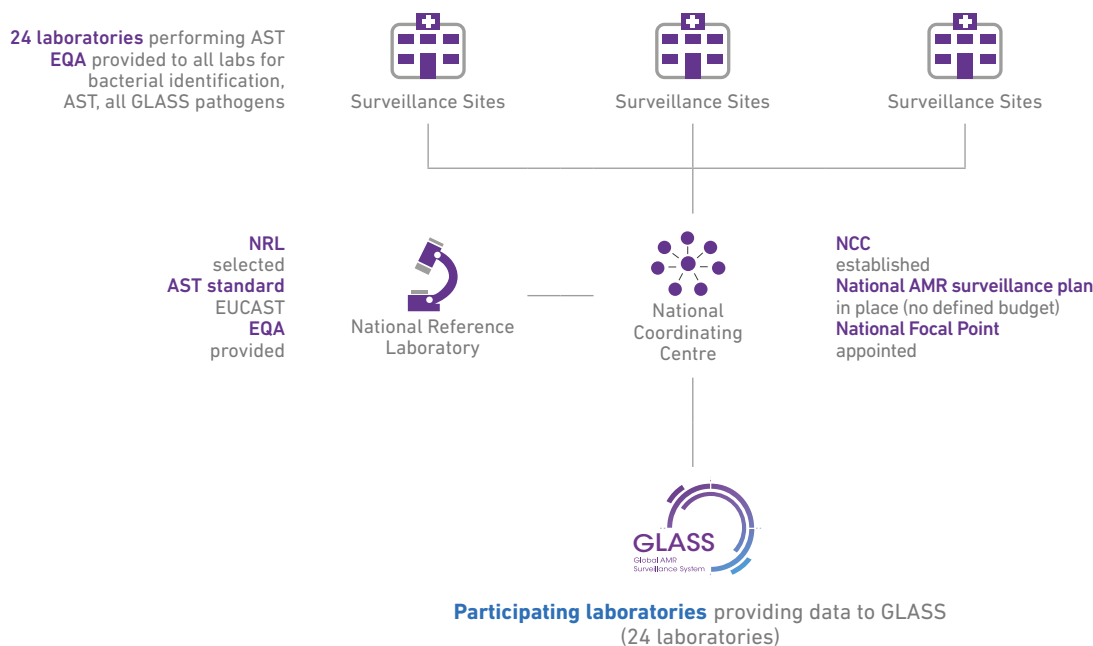 24 laboratories performing AST
EQA provided to all labs for
bacterial identification,
AST, all GLASS pathogens
Surveillance Sites
Surveillance Sites
Surveillance Sites
NRL
selected
AST standard
EUCAST
EQA
provided
National Reference
Laboratory
National
Coordinating
Centre
NCC
established
National AMR surveillance plan
in place (no defined budget)
National Focal Point
appointed
GLASS
Global AMR
Surveillance System
Participating laboratories providing data to GLASS
(24 laboratories)